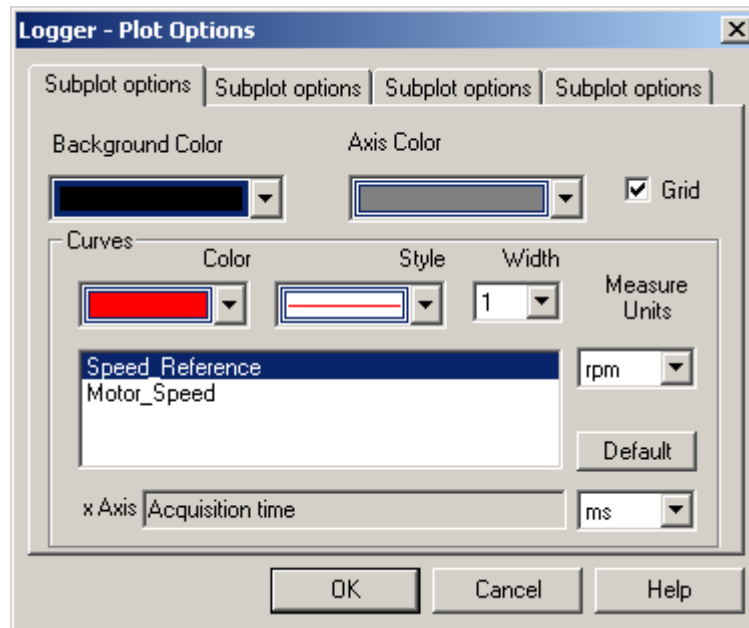 Logger - Plot Options
Subplot options Subplot options Subplot options Subplot options
Background Color Axis Color
Grid
Curves
Color Style Width
Measure
Units
1
Speed_Reference
rpm
Motor_Speed
Default
x Axis Acquisition time ms
OK Cancel Help